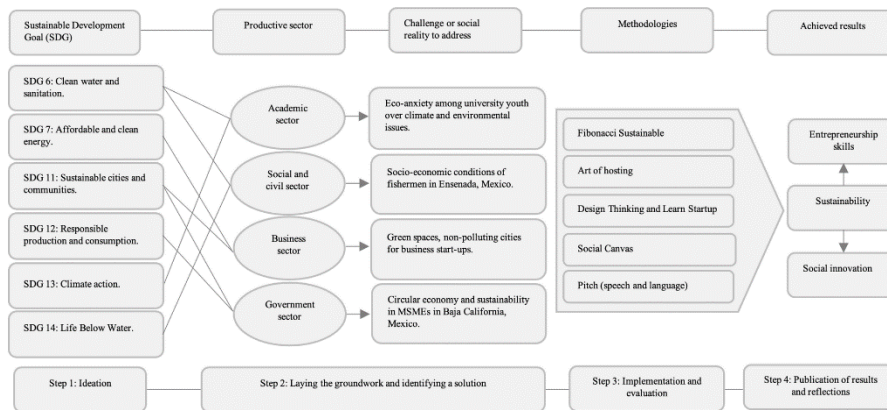 Sustainable Development
Goal (SDG)
Productive sector
Challenge or social
reality to address
Methodologies
Achieved results
SDG 6: Clean water and
sanitation.
SDG 7: Affordable and clean
energy.
SDG 11: Sustainable cities and
communities.
SDG 12: Responsible
production and consumption.
SDG 13: Climate action.
SDG 14: Life Below Water.
Academic
sector
Social and
civil sector
Business
sector
Government
sector
Eco-anxiety among university youth
over climate and environmental
issues.
Socio-economic conditions of
fishermen in Ensenada, Mexico.
Green spaces, non-polluting cities
for business start-ups.
Circular economy and sustainability
in MSMEs in Baja California,
Mexico.
Fibonacci Sustainable
Art of hosting
Design Thinking and Learn Startup
Social Canvas
Pitch (speech and language)
Entrepreneurship
skills
Sustainability
Social innovation
Step 1: Ideation
Step 2: Laying the groundwork and identifying a solution
Step 3: Implementation and
evaluation
Step 4: Publication of results
and reflections